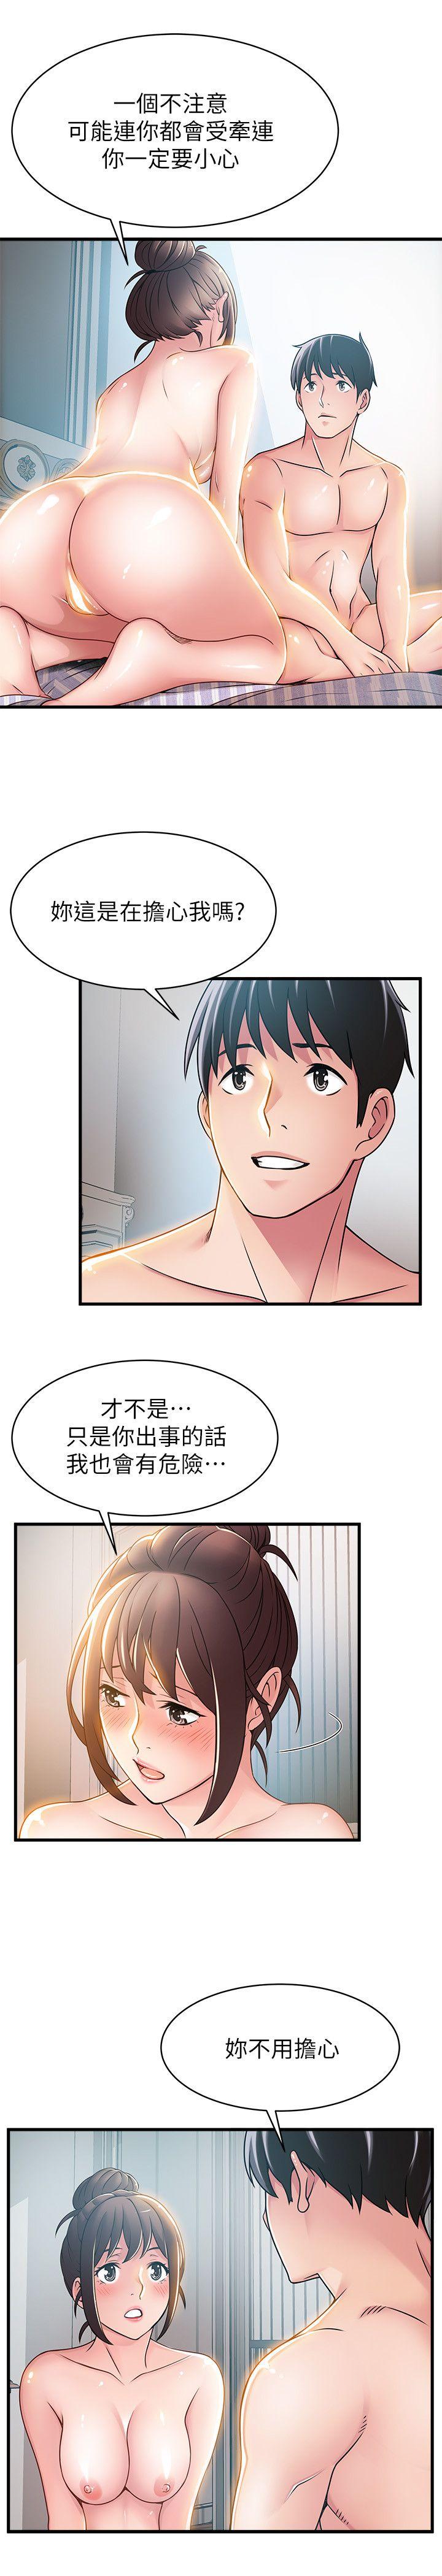 一個不注意
可能連你都會受牽連
你一定要小心
妳這是在擔心我嗎?
才不是⋯
只是你出事的話
我也會有危險⋯
妳不用擔心